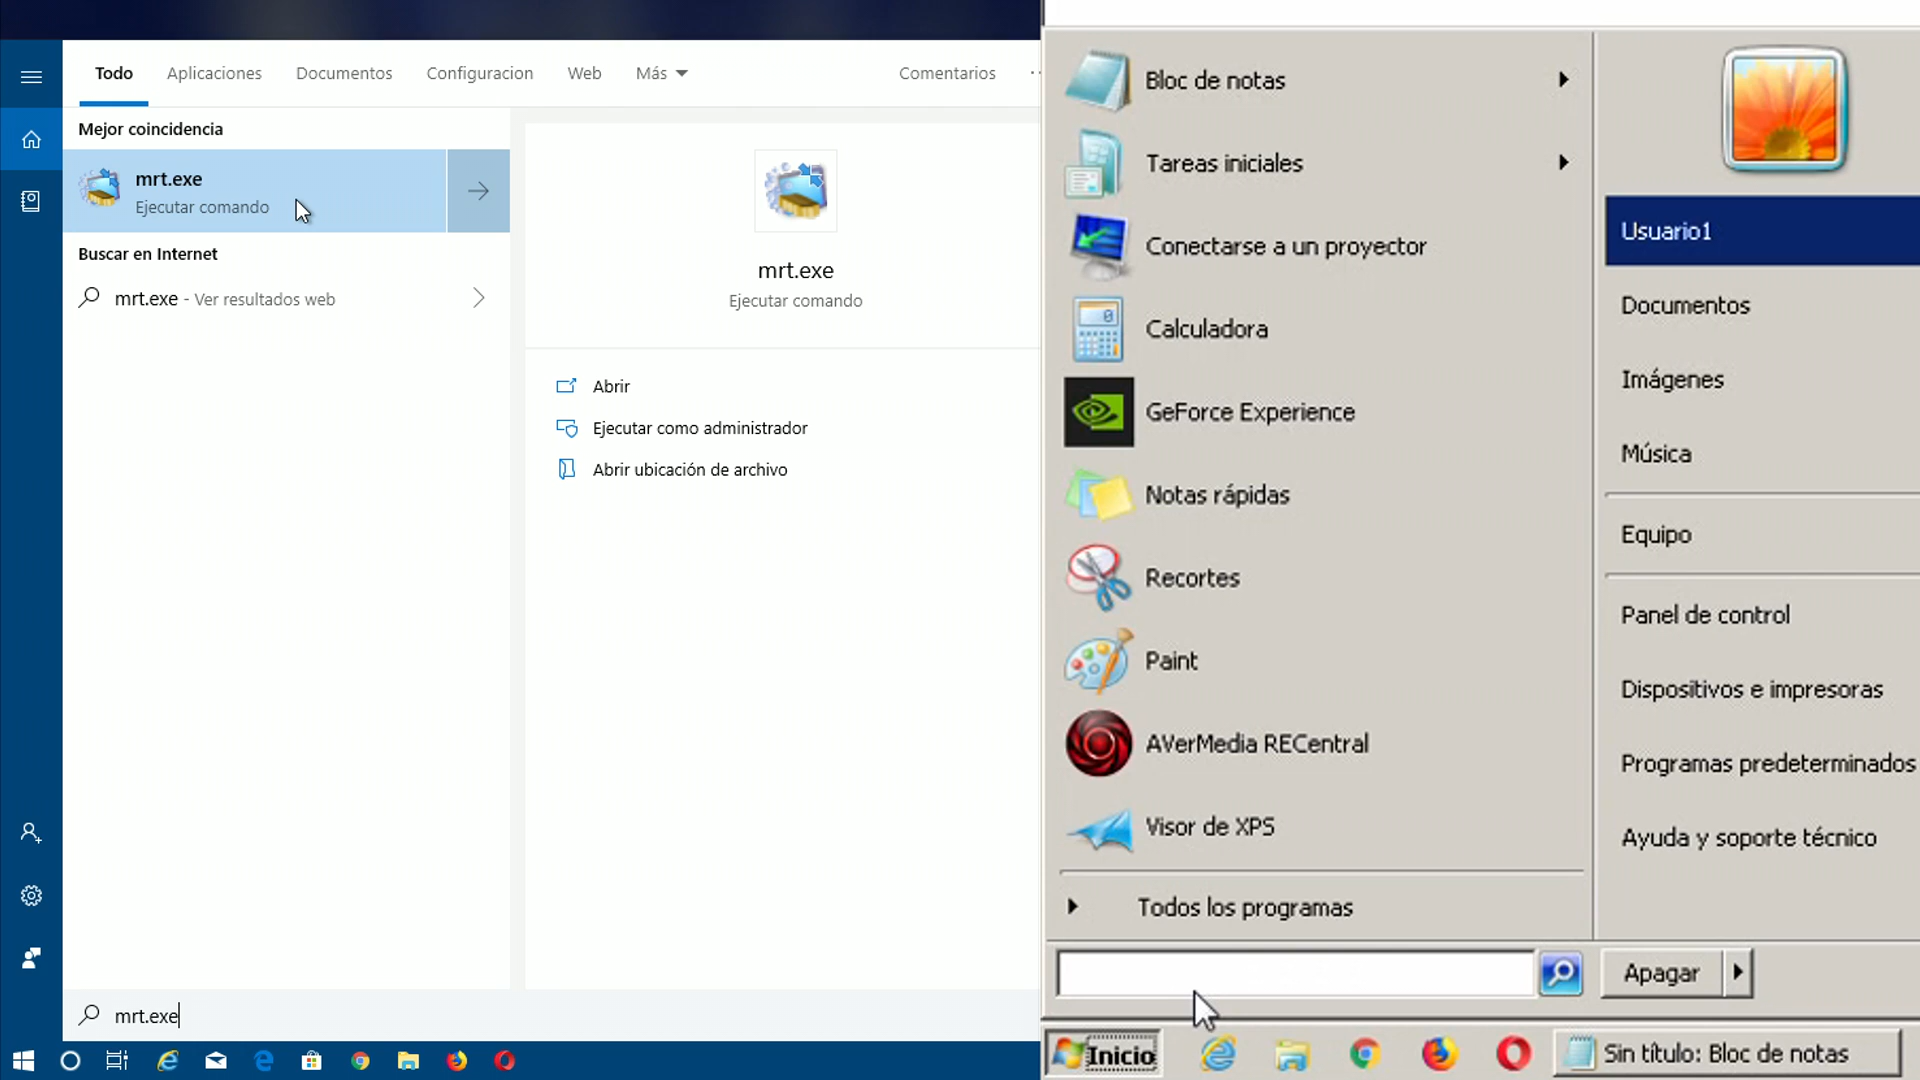 Todo
Aplicaciones
Documentos
Configuracion
Web
Más
Comentarios
Mejor coincidencia
mrt.exe
Ejecutar comando
Buscar en Internet
mrt.exe - Ver resultados web
mrt.exe
Ejecutar comando
Abrir
Ejecutar como administrador
Abrir ubicación de archivo
mrt.exe
Bloc de notas
Tareas iniciales
Conectarse a un proyector
Calculadora
GeForce Experience
Notas rápidas
Recortes
Paint
AVerMedia RECentral
Visor de XPS
Todos los programas
Usuario1
Documentos
Imágenes
Música
Equipo
Panel de control
Dispositivos e impresoras
Programas predeterminados
Ayuda y soporte técnico
Apagar
Inicio
Sin título: Bloc de notas